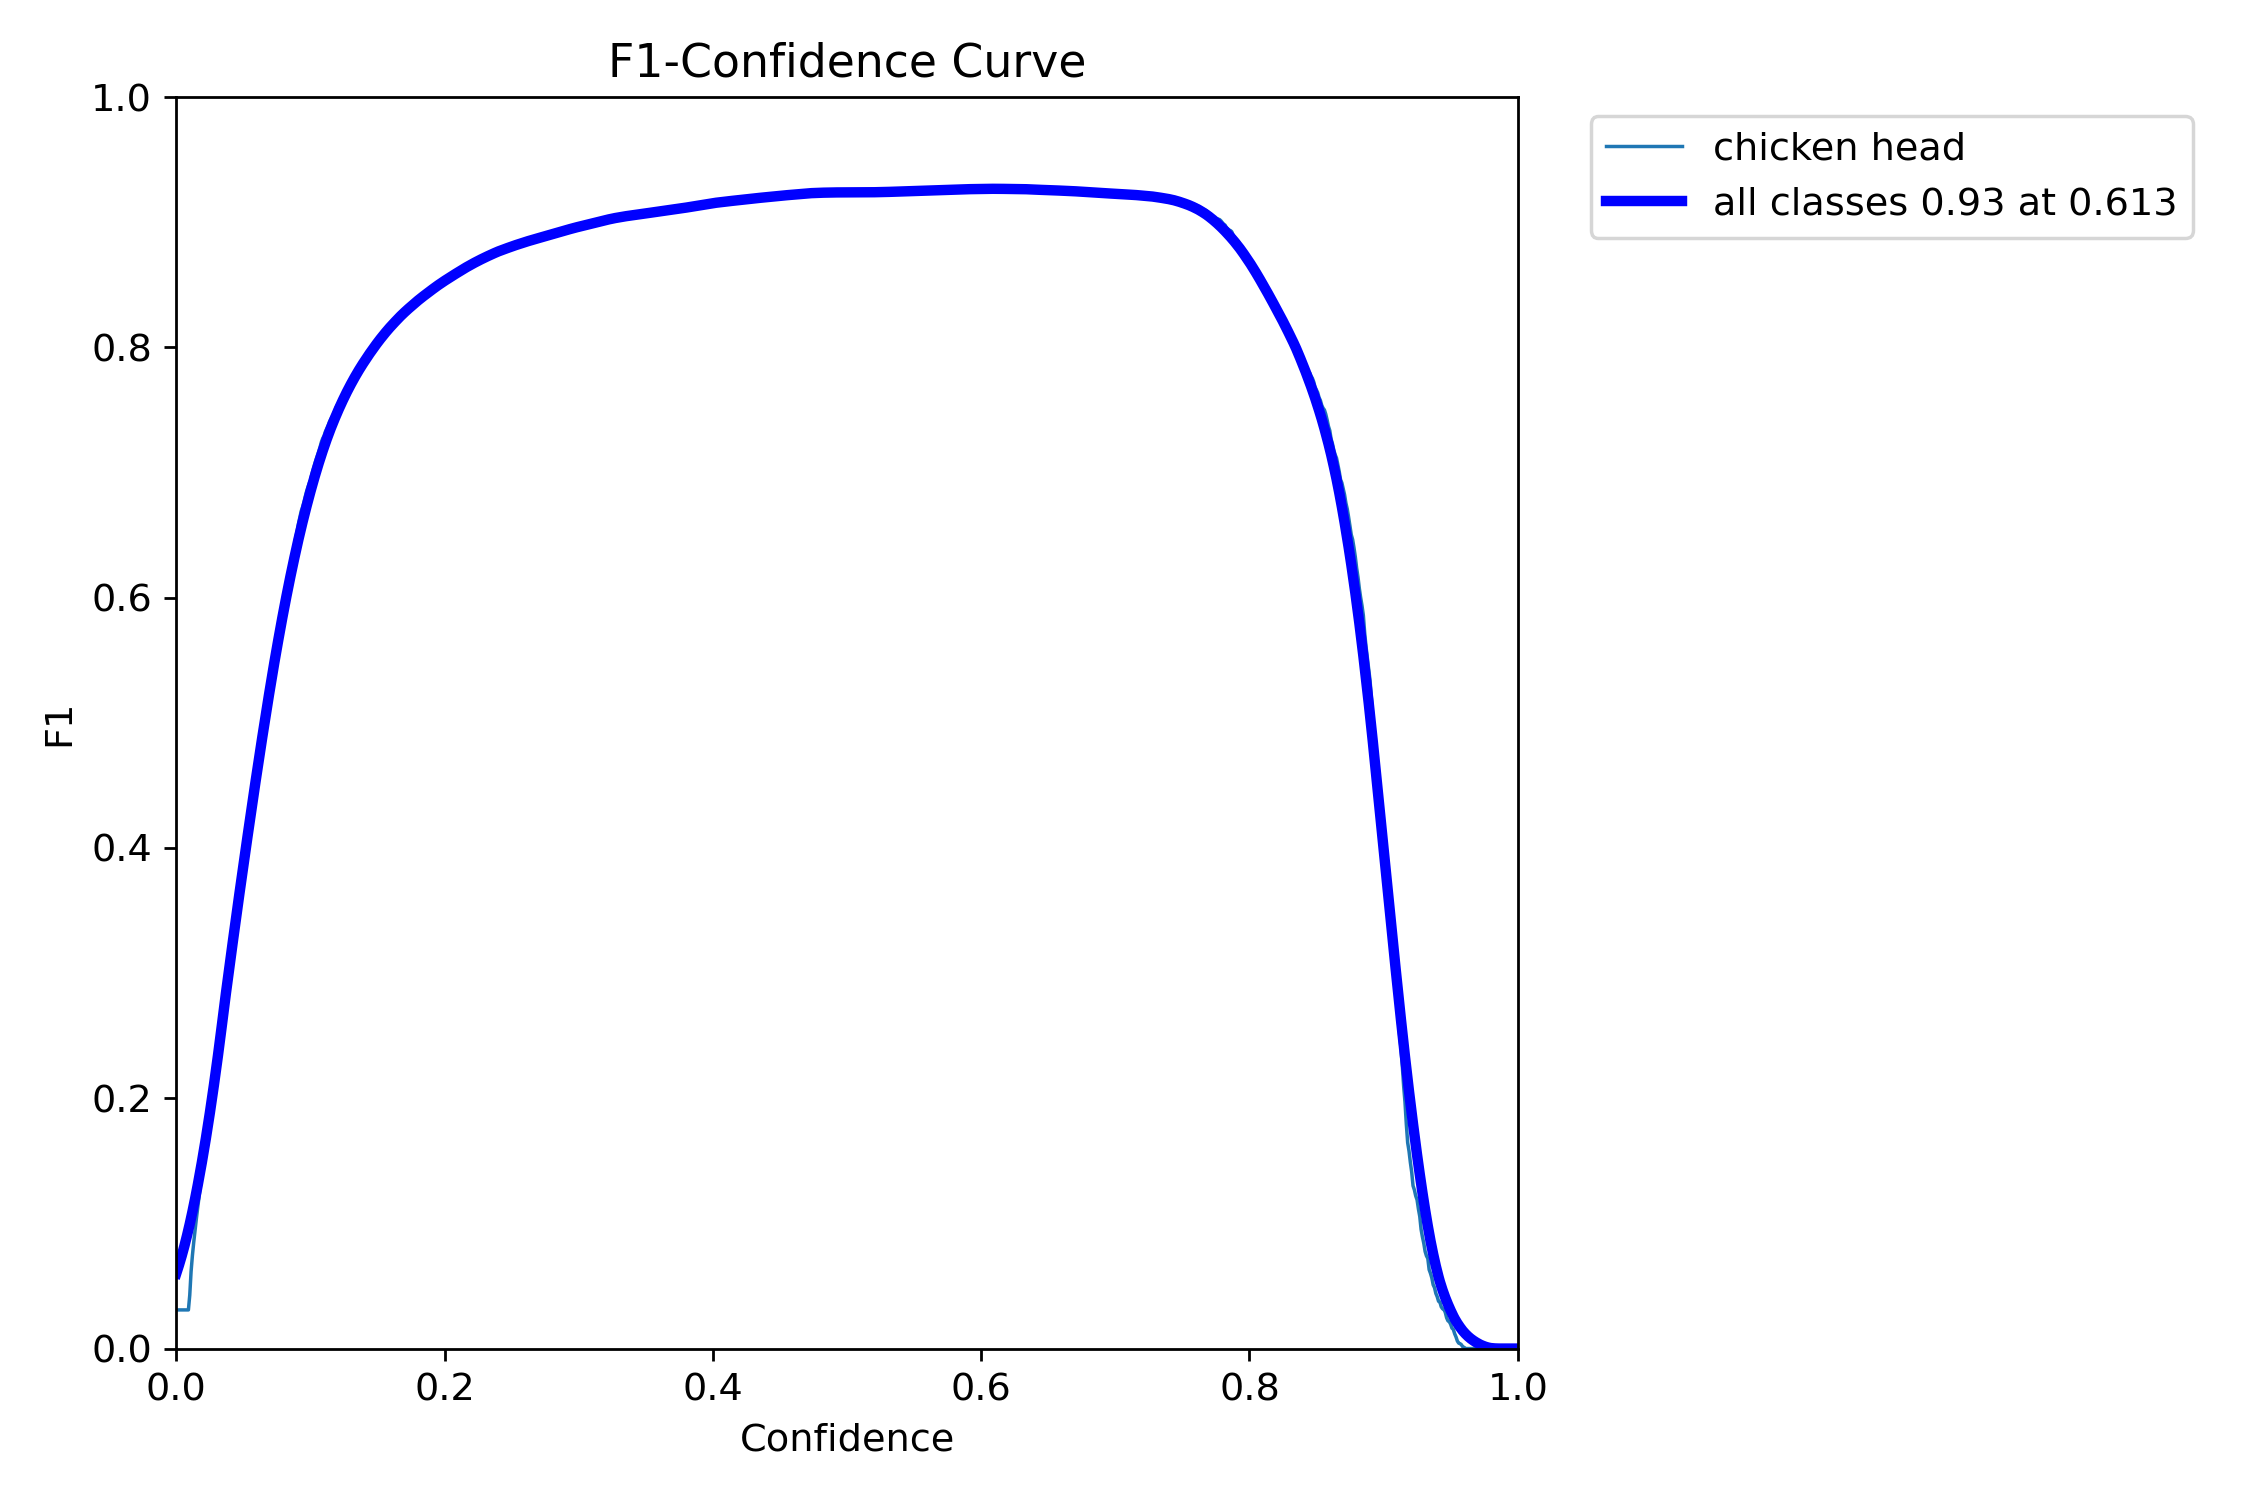 F1-Confidence Curve
chicken head
all classes 0.93 at 0.613
1.0
0.8
0.6
0.4
0.2
0.0
F1
0.0 0.2 0.4 0.6 0.8 1.0
Confidence